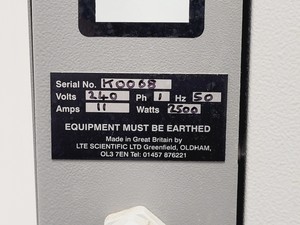 Serial No. K0068
Volts 240 Ph 1 Hz 50
Amps 11 Watts 2500
EQUIPMENT MUST BE EARTHED
Made in Great Britain by
LTE SCIENTIFIC LTD Greenfield, OLDHAM,
OL3 7EN Tel: 01457 876221